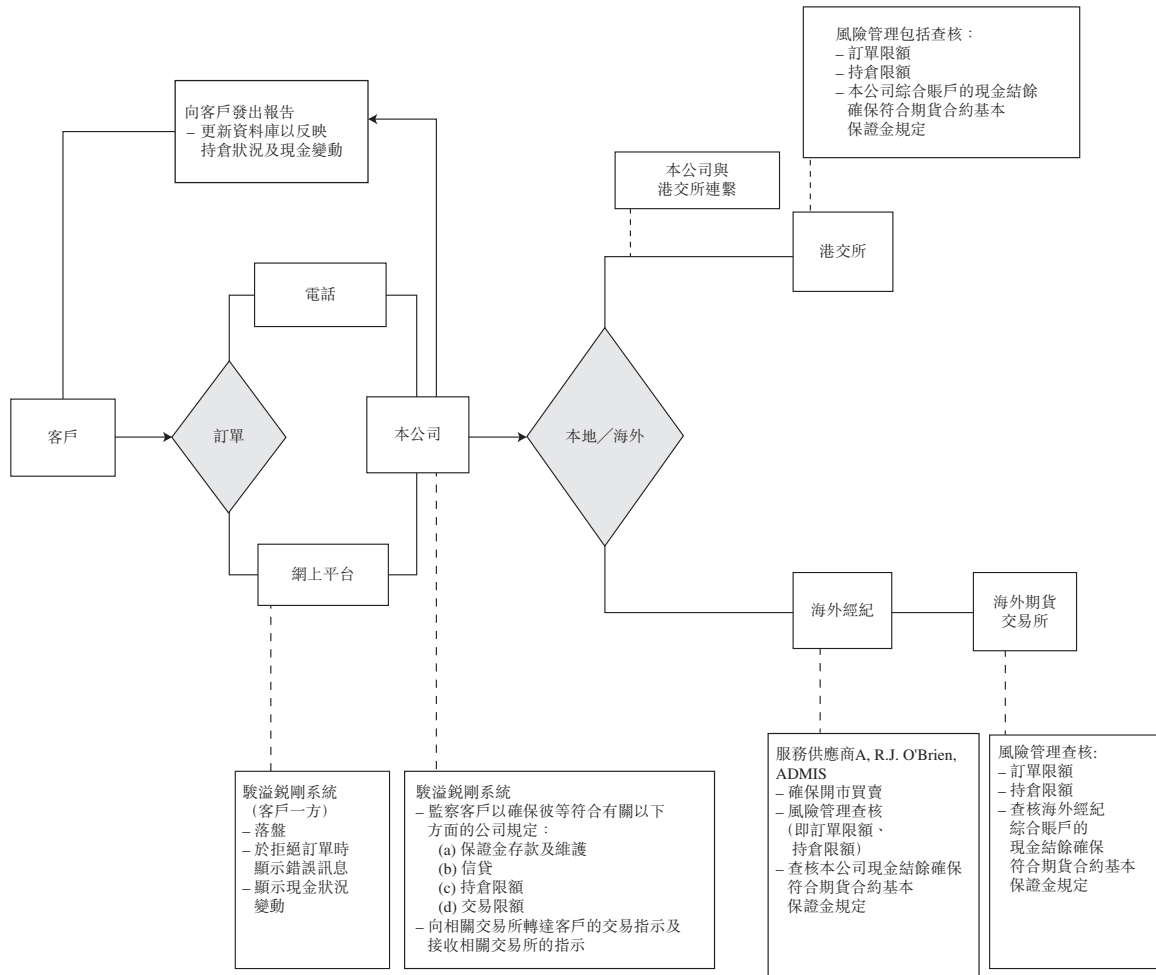 風險管理包括查核：
– 訂單限額
– 持倉限額
– 本公司綜合賬戶的現金結餘
確保符合期貨合約基本
保證金規定
向客戶發出報告
– 更新資料庫以反映
持倉狀況及現金變動
本公司與
港交所連繫
港交所
電話
客戶
訂單
本公司
本地／海外
網上平台
海外經紀
海外期貨
交易所
駿溢銳剛系統
（客戶一方）
– 落盤
– 於拒絕訂單時
顯示錯誤訊息
– 顯示現金狀況
變動
駿溢銳剛系統
– 監察客戶以確保彼等符合有關以下
方面的公司規定：
(a) 保證金存款及維護
(b) 信貸
(c) 持倉限額
(d) 交易限額
– 向相關交易所轉達客戶的交易指示及
接收相關交易所的指示
服務供應商A, R.J. O'Brien,
ADMIS
– 確保開市買賣
– 風險管理查核
（即訂單限額、
持倉限額）
– 查核本公司現金結餘確保
符合期貨合約基本
保證金規定
風險管理查核:
– 訂單限額
– 持倉限額
– 查核海外經紀
綜合賬戶的
現金結餘確保
符合期貨合約基本
保證金規定